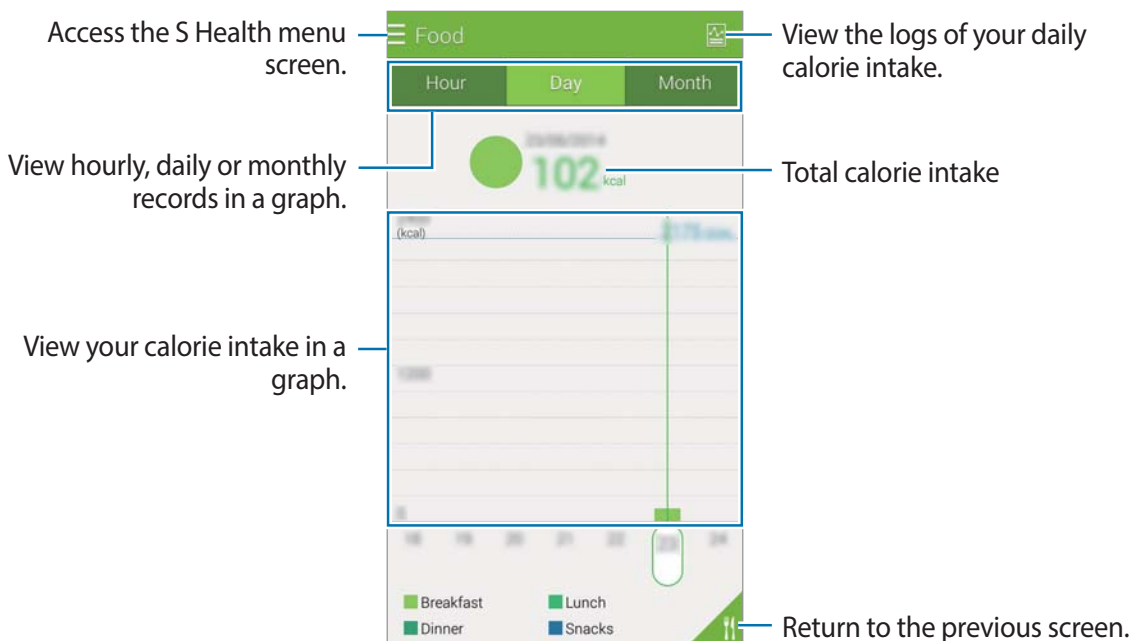 Access the S Health menu
screen.
Food
View the logs of your daily
calorie intake.
Hour Day Month
View hourly, daily or monthly
records in a graph.
102 kcal
Total calorie intake
(kcal)
View your calorie intake in a
graph.
18 19 20 21 22 23 24
Breakfast Lunch
Dinner Snacks
Return to the previous screen.